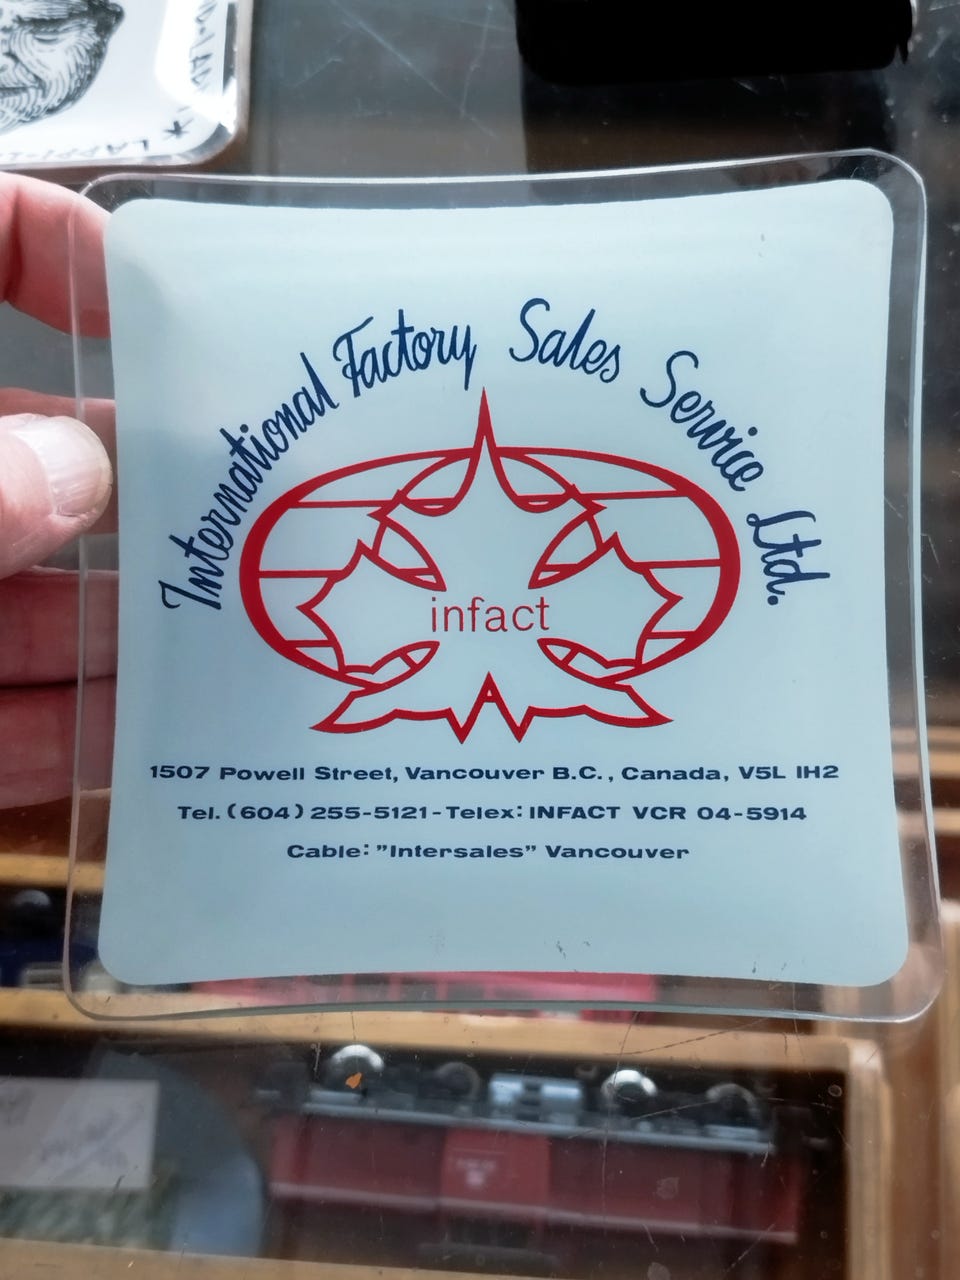 International Factory Sales Service Ltd.
infact
1507 Powell Street, Vancouver B.C., Canada, V5L IH2
Tel. (604) 255-5121 - Telex: INFACT VCR 04-5914
Cable: "Intersales" Vancouver